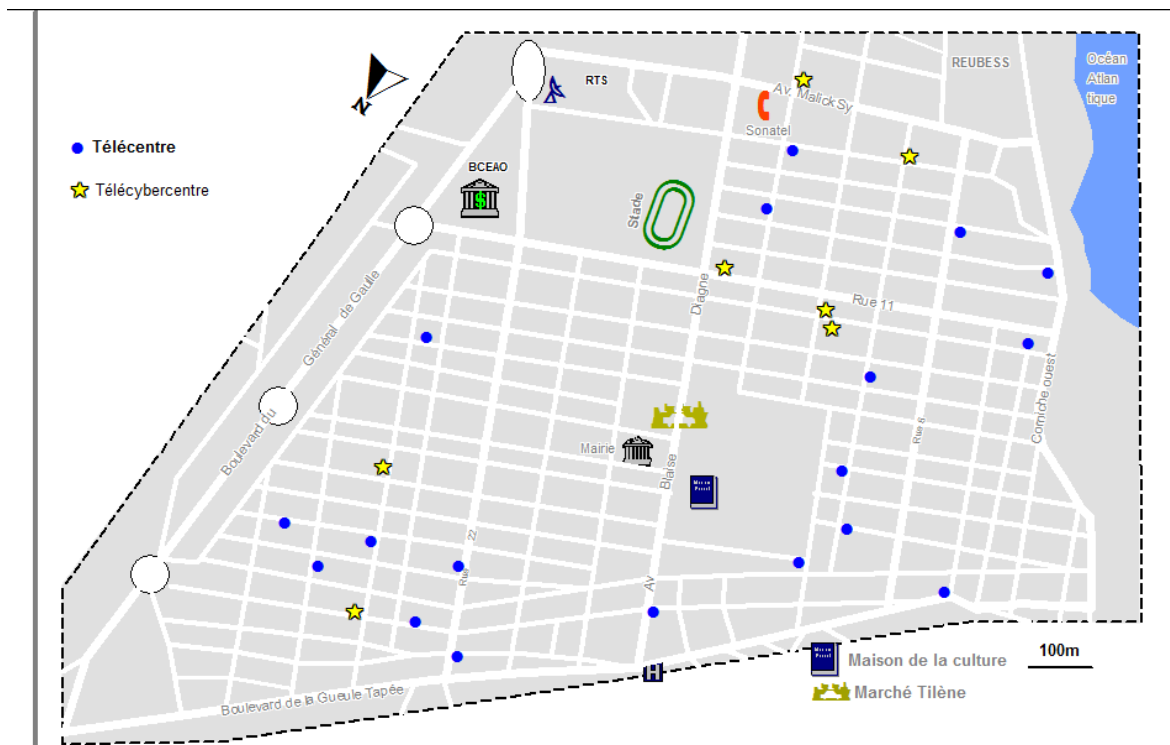 RTS
REUBESS
Océan
Atlan
tique
Av. Malick Sy
N
Sonatel
Télécentre
BCEAO
Télécybercentre
Stade
Général de Gaulle
Diagne
Rue 11
Boulevard du
Corniche ouest
Rue 8
Mairie
Blaise
Rue 22
Av
Maison de la culture
100m
H
Marché Tilène
Boulevard de la Gueule Tapée